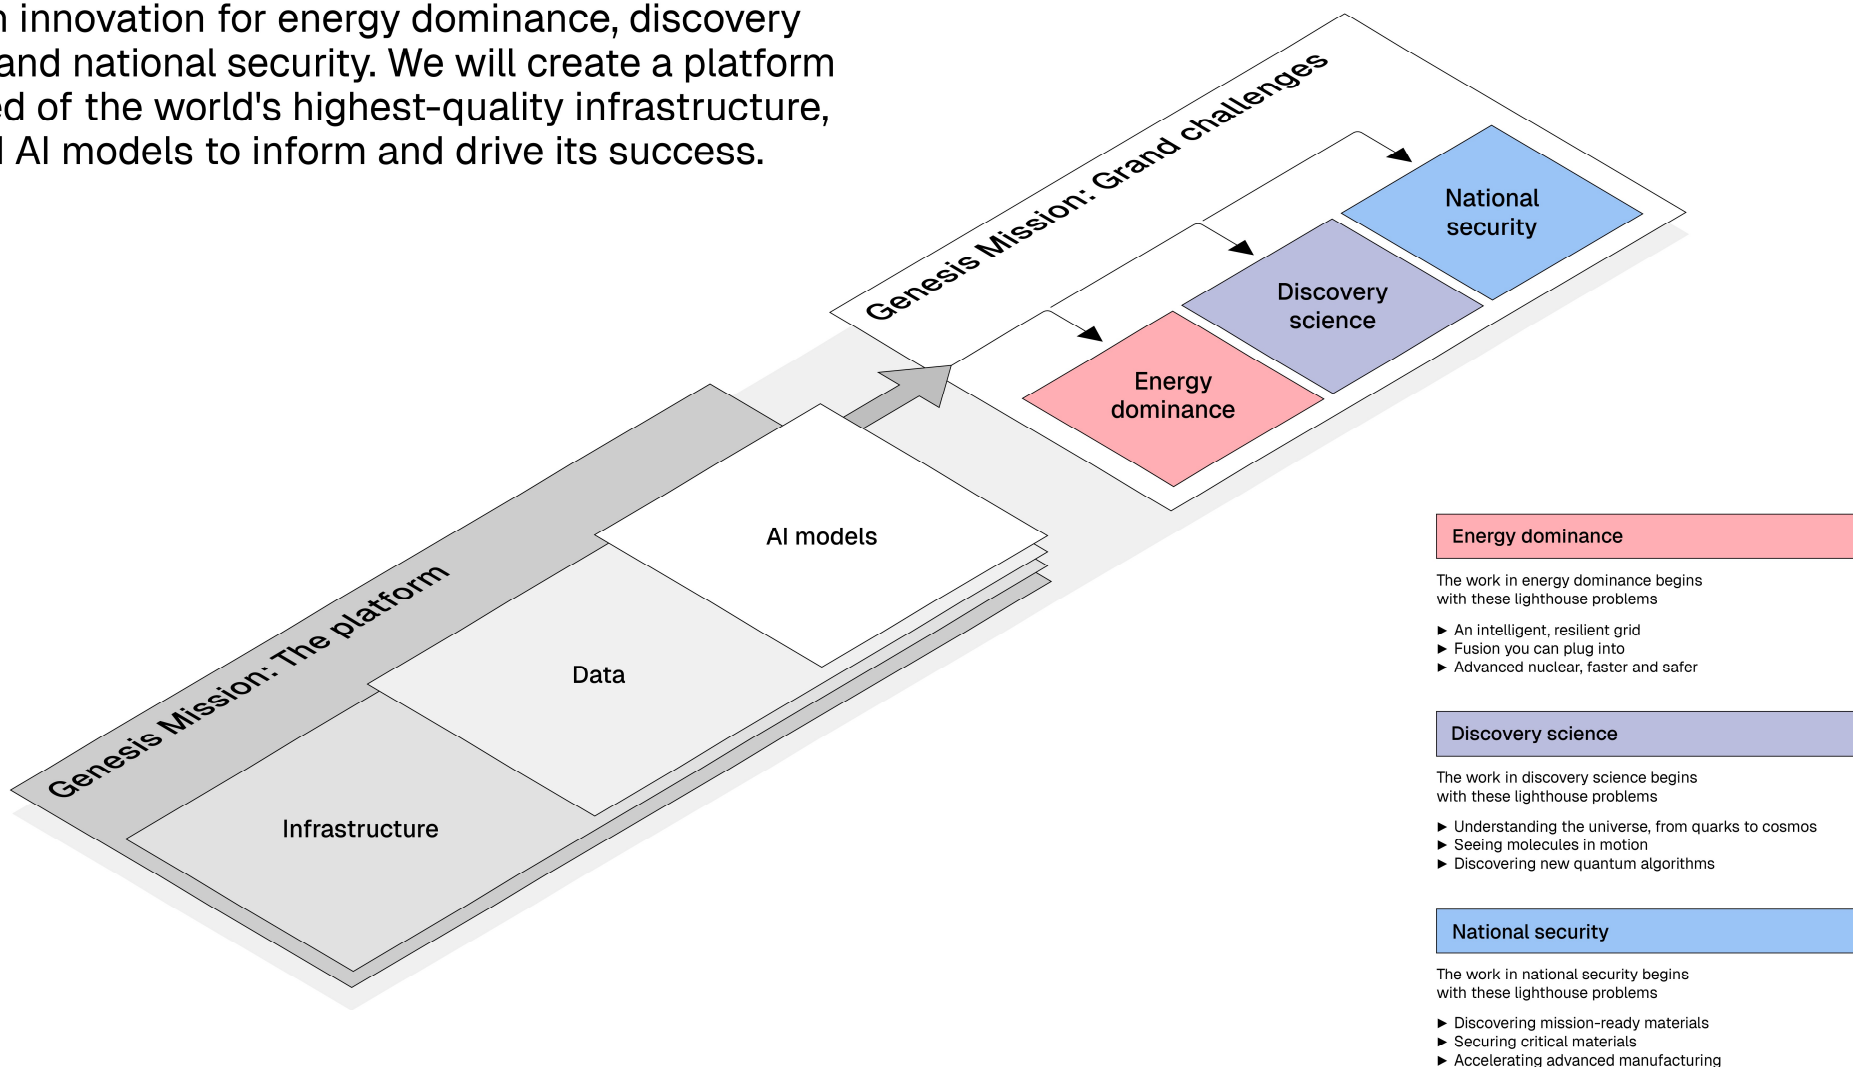 innovation for energy dominance, discovery
and national security. We will create a platform
of the world's highest-quality infrastructure,
AI models to inform and drive its success.
Genesis Mission: Grand challenges
National
security
Discovery
science
Energy
dominance
Genesis Mission: The platform
AI models
Data
Infrastructure
Energy dominance
The work in energy dominance begins
with these lighthouse problems
► An intelligent, resilient grid
► Fusion you can plug into
► Advanced nuclear, faster and safer
Discovery science
The work in discovery science begins
with these lighthouse problems
► Understanding the universe, from quarks to cosmos
► Seeing molecules in motion
► Discovering new quantum algorithms
National security
The work in national security begins
with these lighthouse problems
► Discovering mission-ready materials
► Securing critical materials
► Accelerating advanced manufacturing